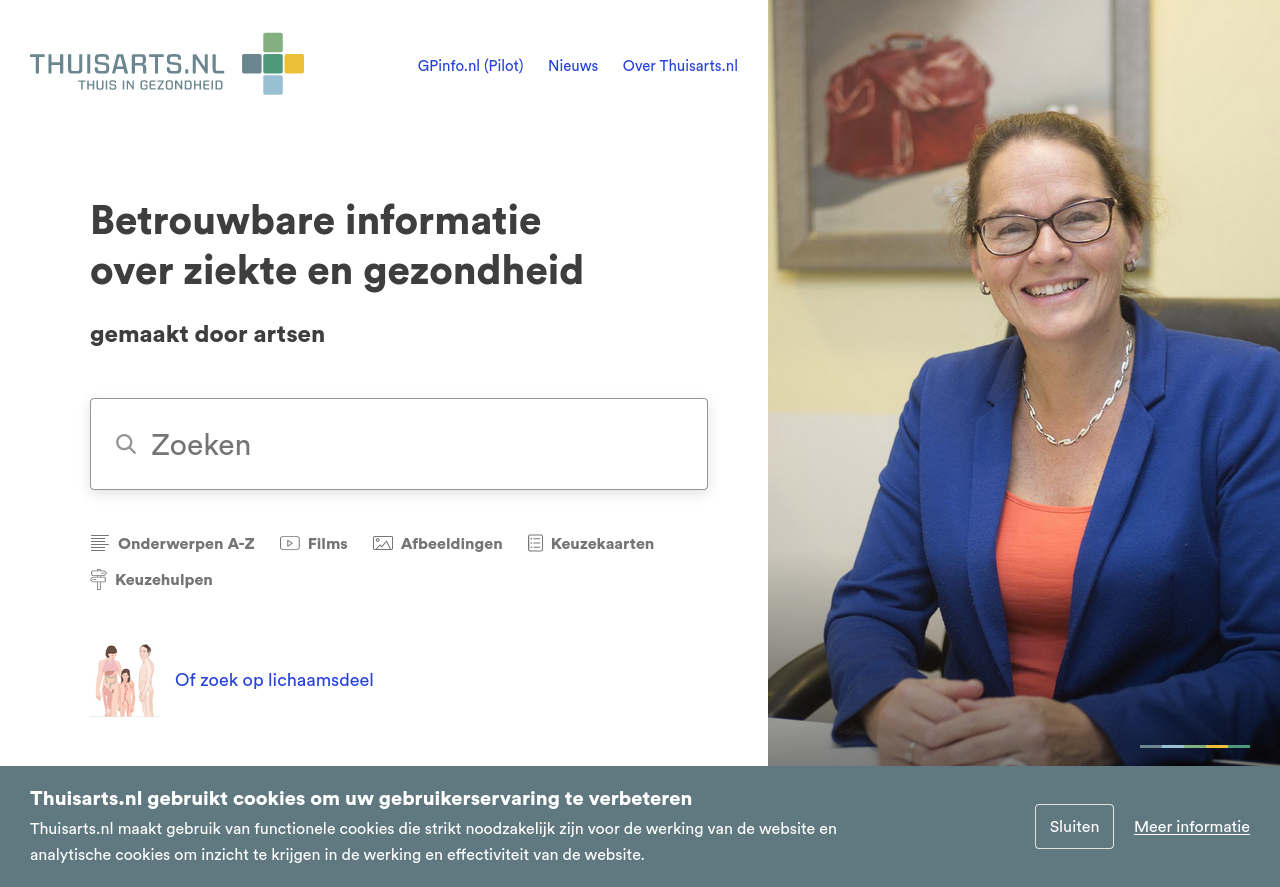 THUISARTS.NL
THUIS IN GEZONDHEID
GPinfo.nl (Pilot) Nieuws Over Thuisarts.nl
Betrouwbare informatie
over ziekte en gezondheid
gemaakt door artsen
Zoeken
Onderwerpen A-Z Films Afbeeldingen Keuzekaarten
Keuzehulpen
Of zoek op lichaamsdeel
Thuisarts.nl gebruikt cookies om uw gebruikerservaring te verbeteren
Thuisarts.nl maakt gebruik van functionele cookies die strikt noodzakelijk zijn voor de werking van de website en
analytische cookies om inzicht te krijgen in de werking en effectiviteit van de website.
Sluiten Meer informatie